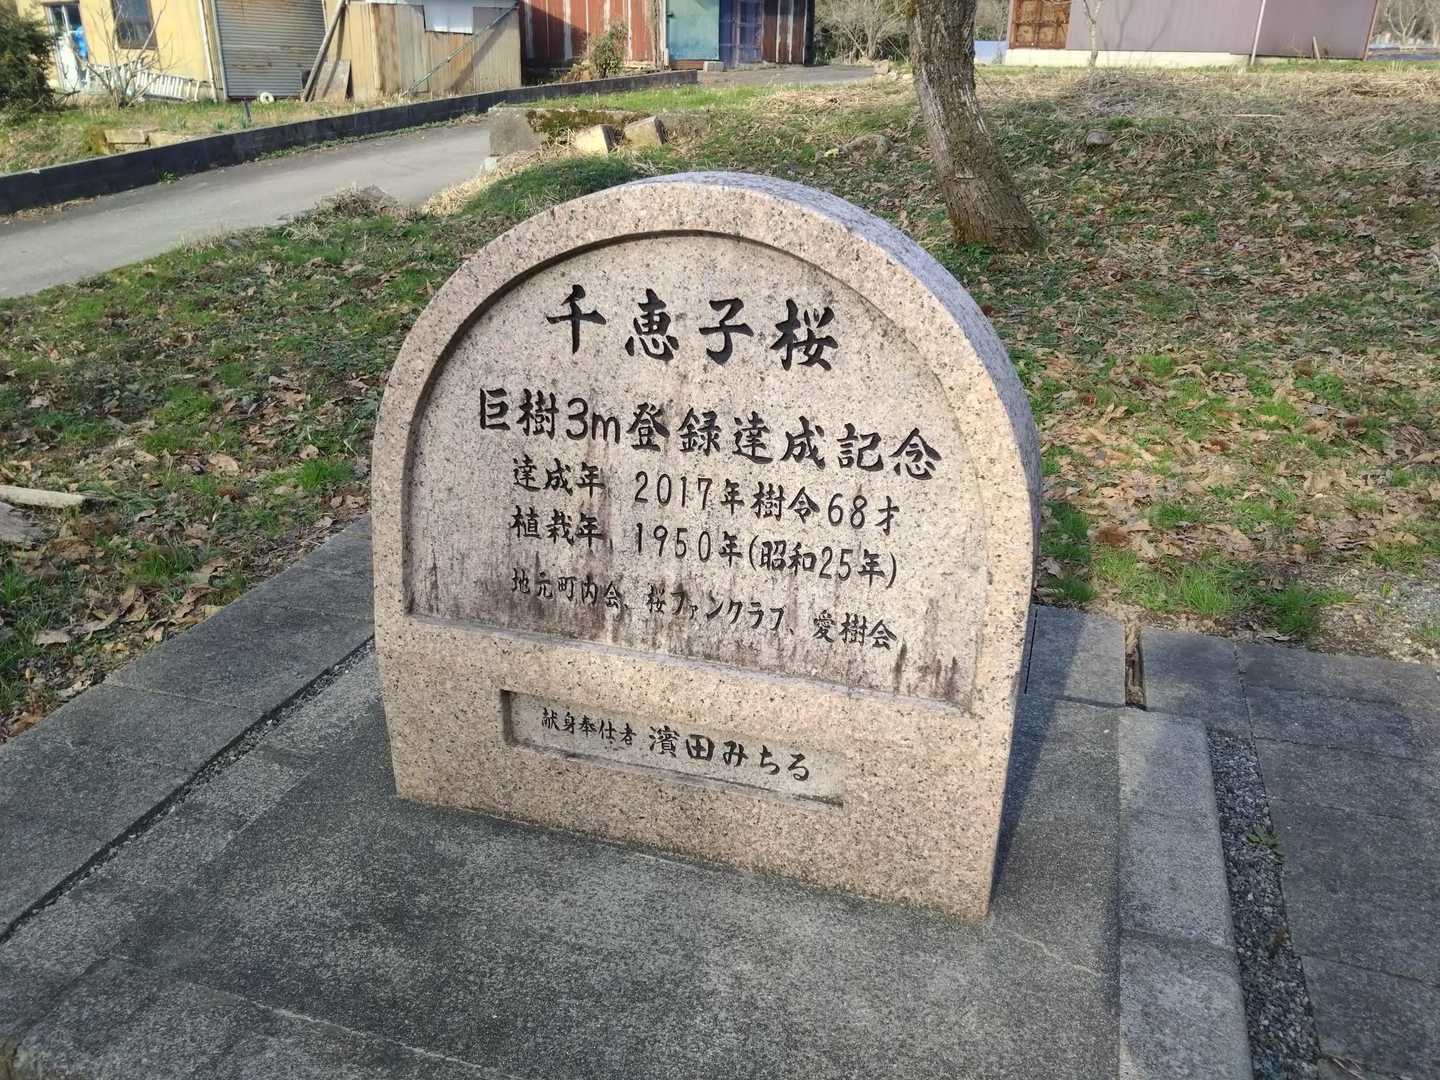 千恵子桜
巨樹3m登録達成記念
達成年 2017年樹令68才
植栽年 1950年(昭和25年)
地元町内会、桜ファンクラブ、愛樹会
献身奉仕者 濱田みちる